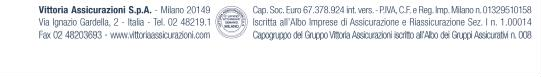 Vittoria Assicurazioni S.p.A. - Milano 20149
Via Ignazio Gardella, 2 - Italia - Tel. 02 48219.1
Fax 02 48203693 - www.vittoriaassicurazioni.com
Cap. Soc. Euro 67.378.924 int. vers. - P.IVA, C.F. e Reg. Imp. Milano n. 01329510158
Iscritta all'Albo Imprese di Assicurazione e Riassicurazione Sez. I n. 1.00014
Capogruppo del Gruppo Vittoria Assicurazioni iscritto all'Albo dei Gruppi Assicurativi n. 008